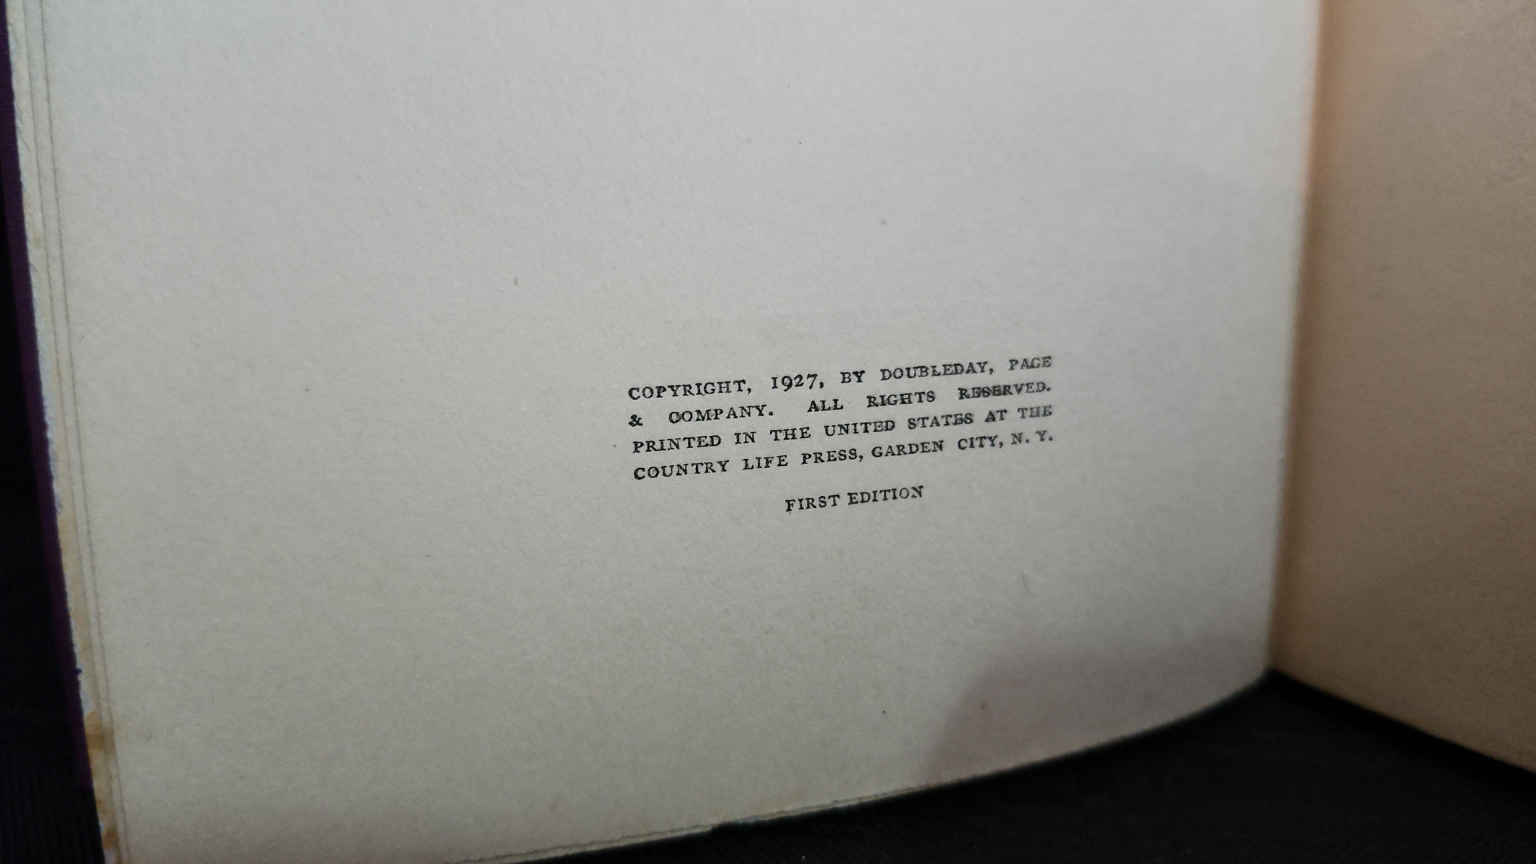 COPYRIGHT, 1927, BY DOUBLEDAY, PAGE
& COMPANY. ALL RIGHTS RESERVED.
PRINTED IN THE UNITED STATES AT THE
COUNTRY LIFE PRESS, GARDEN CITY, N. Y.
FIRST EDITION